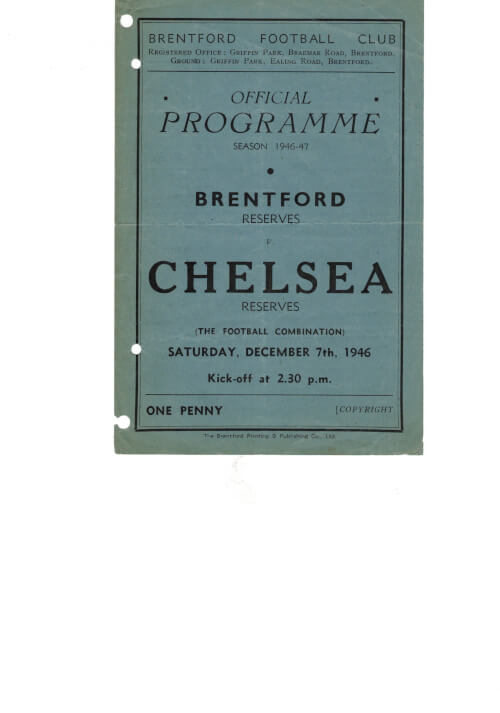 BRENTFORD FOOTBALL CLUB
REGISTERED OFFICE: GRIFFIN PARK, BRAEMAR ROAD, BRENTFORD.
GROUND: GRIFFIN PARK, EALING ROAD, BRENTFORD.
OFFICIAL
PROGRAMME
SEASON 1946-47
BRENTFORD
RESERVES
v.
CHELSEA
RESERVES
(THE FOOTBALL COMBINATION)
SATURDAY, DECEMBER 7th, 1946
Kick-off at 2.30 p.m.
ONE PENNY [COPYRIGHT
The Brentford Printing & Publishing Co., Ltd.